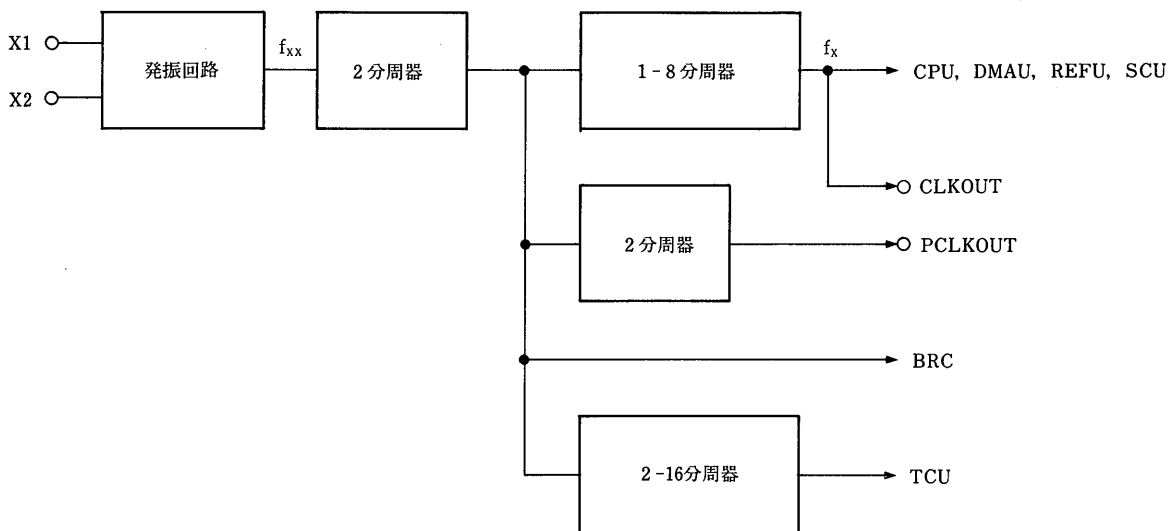 X1
X2
発振回路
fxx
2分周器
1-8分周器
fx
CPU, DMAU, REFU, SCU
CLKOUT
2分周器
PCLKOUT
BRC
2-16分周器
TCU